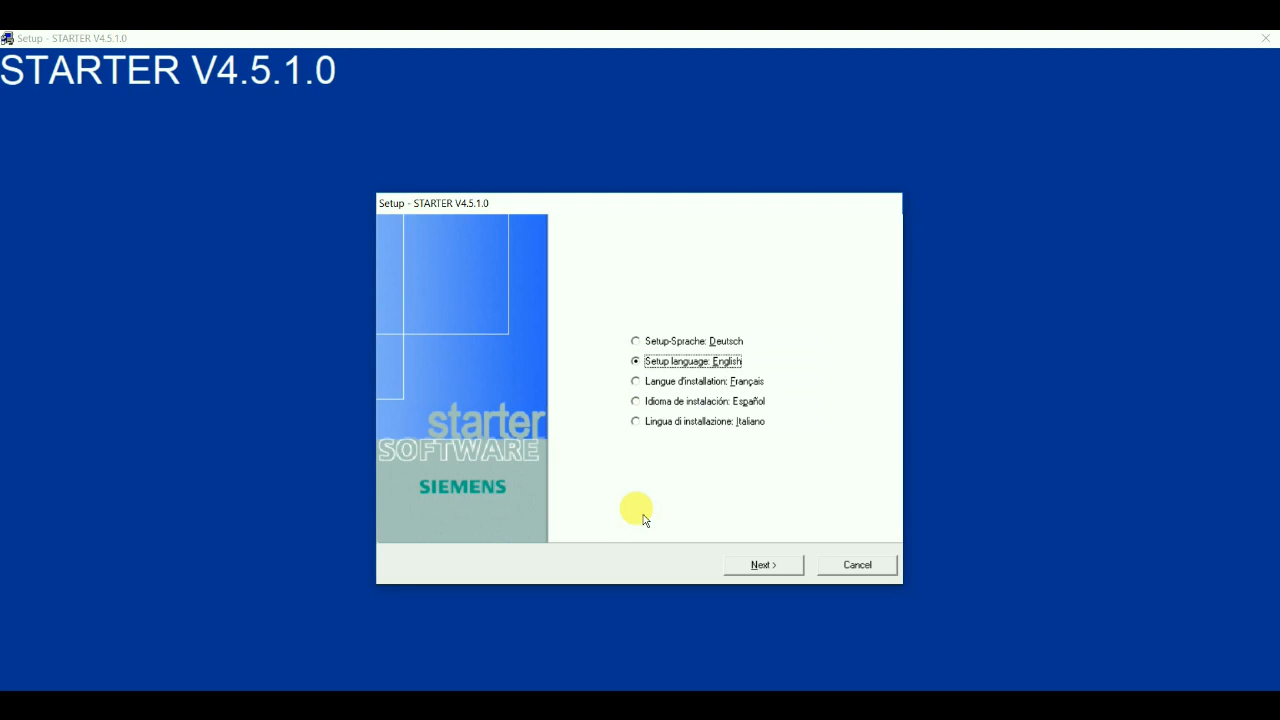 Setup - STARTER V4.5.1.0
STARTER V4.5.1.0
Setup - STARTER V4.5.1.0
Setup-Sprache: Deutsch
Setup language: English
Langue d'installation: Français
Idioma de instalación: Español
Lingua di installazione: Italiano
starter
SOFTWARE
SIEMENS
Next >
Cancel